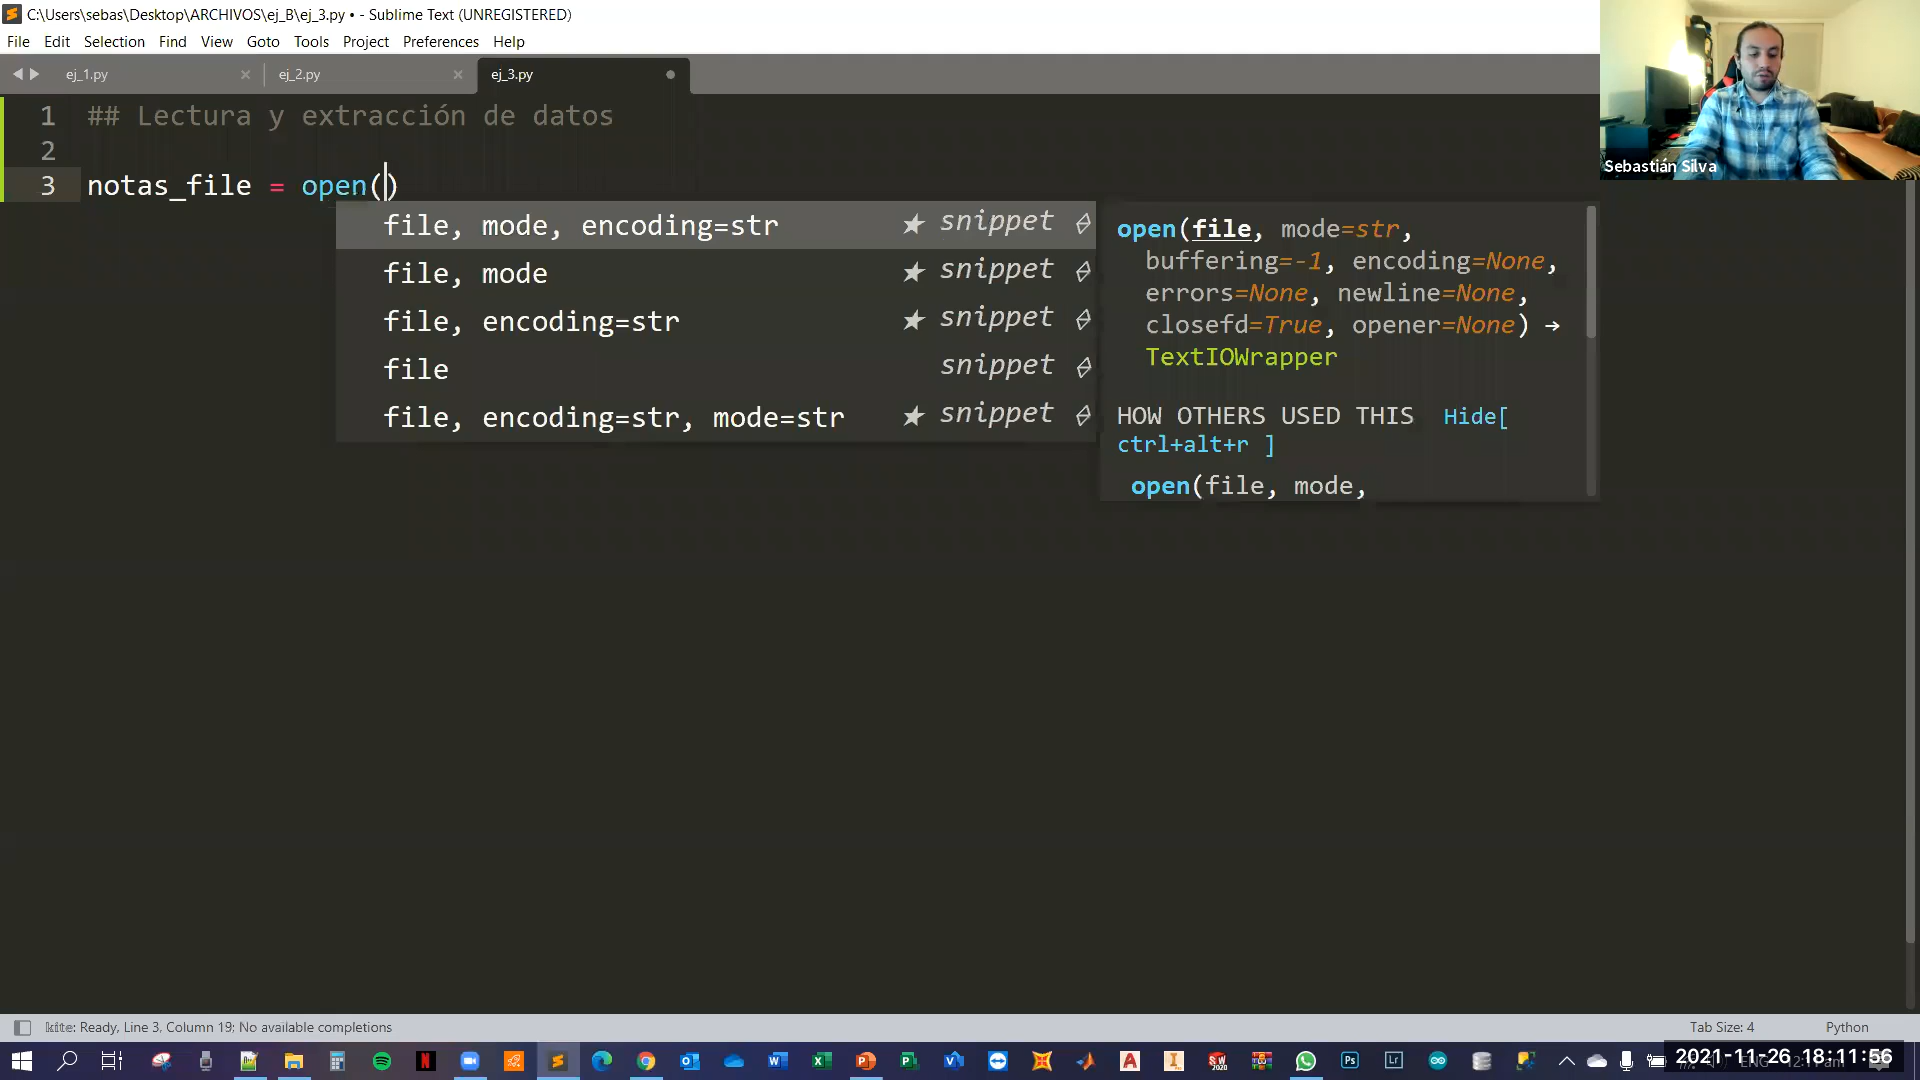 C:\Users\sebas\Desktop\ARCHIVOS\ej_B\ej_3.py • - Sublime Text (UNREGISTERED)
File Edit Selection Find View Goto Tools Project Preferences Help
ej_1.py ej_2.py ej_3.py
1 ## Lectura y extracción de datos
2
3 notas_file = open()
file, mode, encoding=str ★ snippet
file, mode ★ snippet
file, encoding=str ★ snippet
file snippet
file, encoding=str, mode=str ★ snippet
open(file, mode=str,
buffering=-1, encoding=None,
errors=None, newline=None,
closefd=True, opener=None) →
TextIOWrapper
HOW OTHERS USED THIS Hide[
ctrl+alt+r ]
open(file, mode,
Sebastián Silva
kite: Ready, Line 3, Column 19; No available completions
Tab Size: 4 Python
2021-11-26 18:11:56